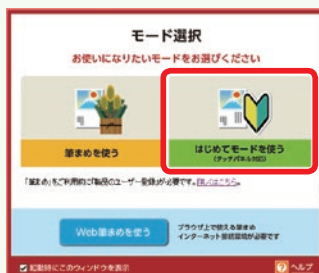 モード選択
お使いになりたいモードをお選びください
筆まめを使う
はじめてモードを使う
(タッチパネル対応)
「筆まめ」をご利用前に「製品のユーザー登録」が必要です。詳しくはこちら。
Web筆まめを使う
ブラウザ上で使える筆まめ
インターネット接続環境が必要です
起動時にこのウィンドウを表示
ヘルプ